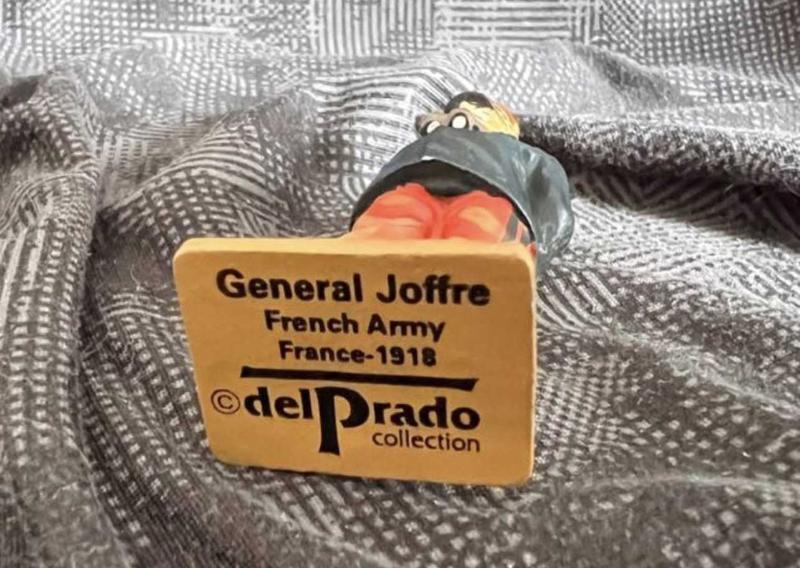 General Joffre
French Army
France-1918
©delPrado
collection